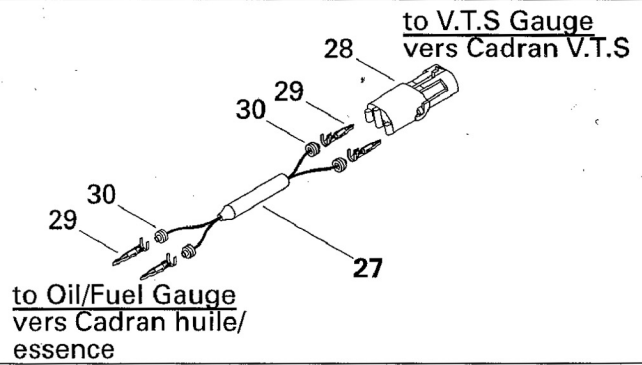 to V.T.S Gauge
vers Cadran V.T.S
28
29
30
30
29
27
to Oil/Fuel Gauge
vers Cadran huile/
essence